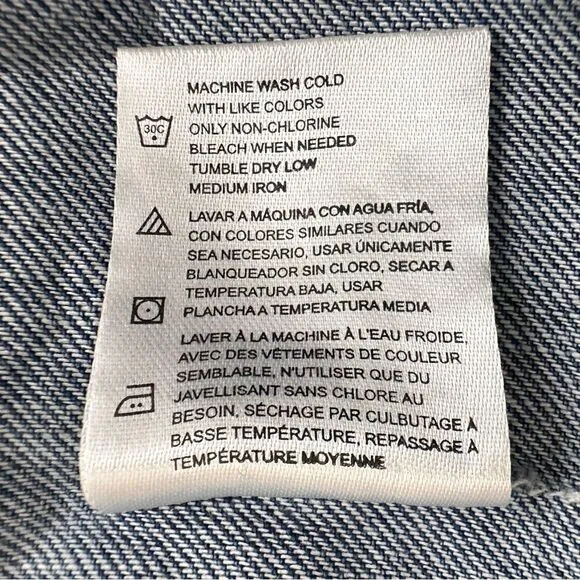 MACHINE WASH COLD
WITH LIKE COLORS
30C
ONLY NON-CHLORINE
BLEACH WHEN NEEDED
TUMBLE DRY LOW
MEDIUM IRON
LAVAR A MÁQUINA CON AGUA FRÍA,
CON COLORES SIMILARES CUANDO
SEA NECESARIO, USAR ÚNICAMENTE
BLANQUEADOR SIN CLORO, SECAR A
TEMPERATURA BAJA, USAR
PLANCHA A TEMPERATURA MEDIA
LAVER À LA MACHINE À L'EAU FROIDE,
AVEC DES VÉTEMENTS DE COULEUR
SEMBLABLE, N'UTILISER QUE DU
JAVELLISANT SANS CHLORE AU
BESOIN, SÉCHAGE PAR CULBUTAGE À
BASSE TEMPÉRATURE, REPASSAGE À
TEMPÉRATURE MOYENNE